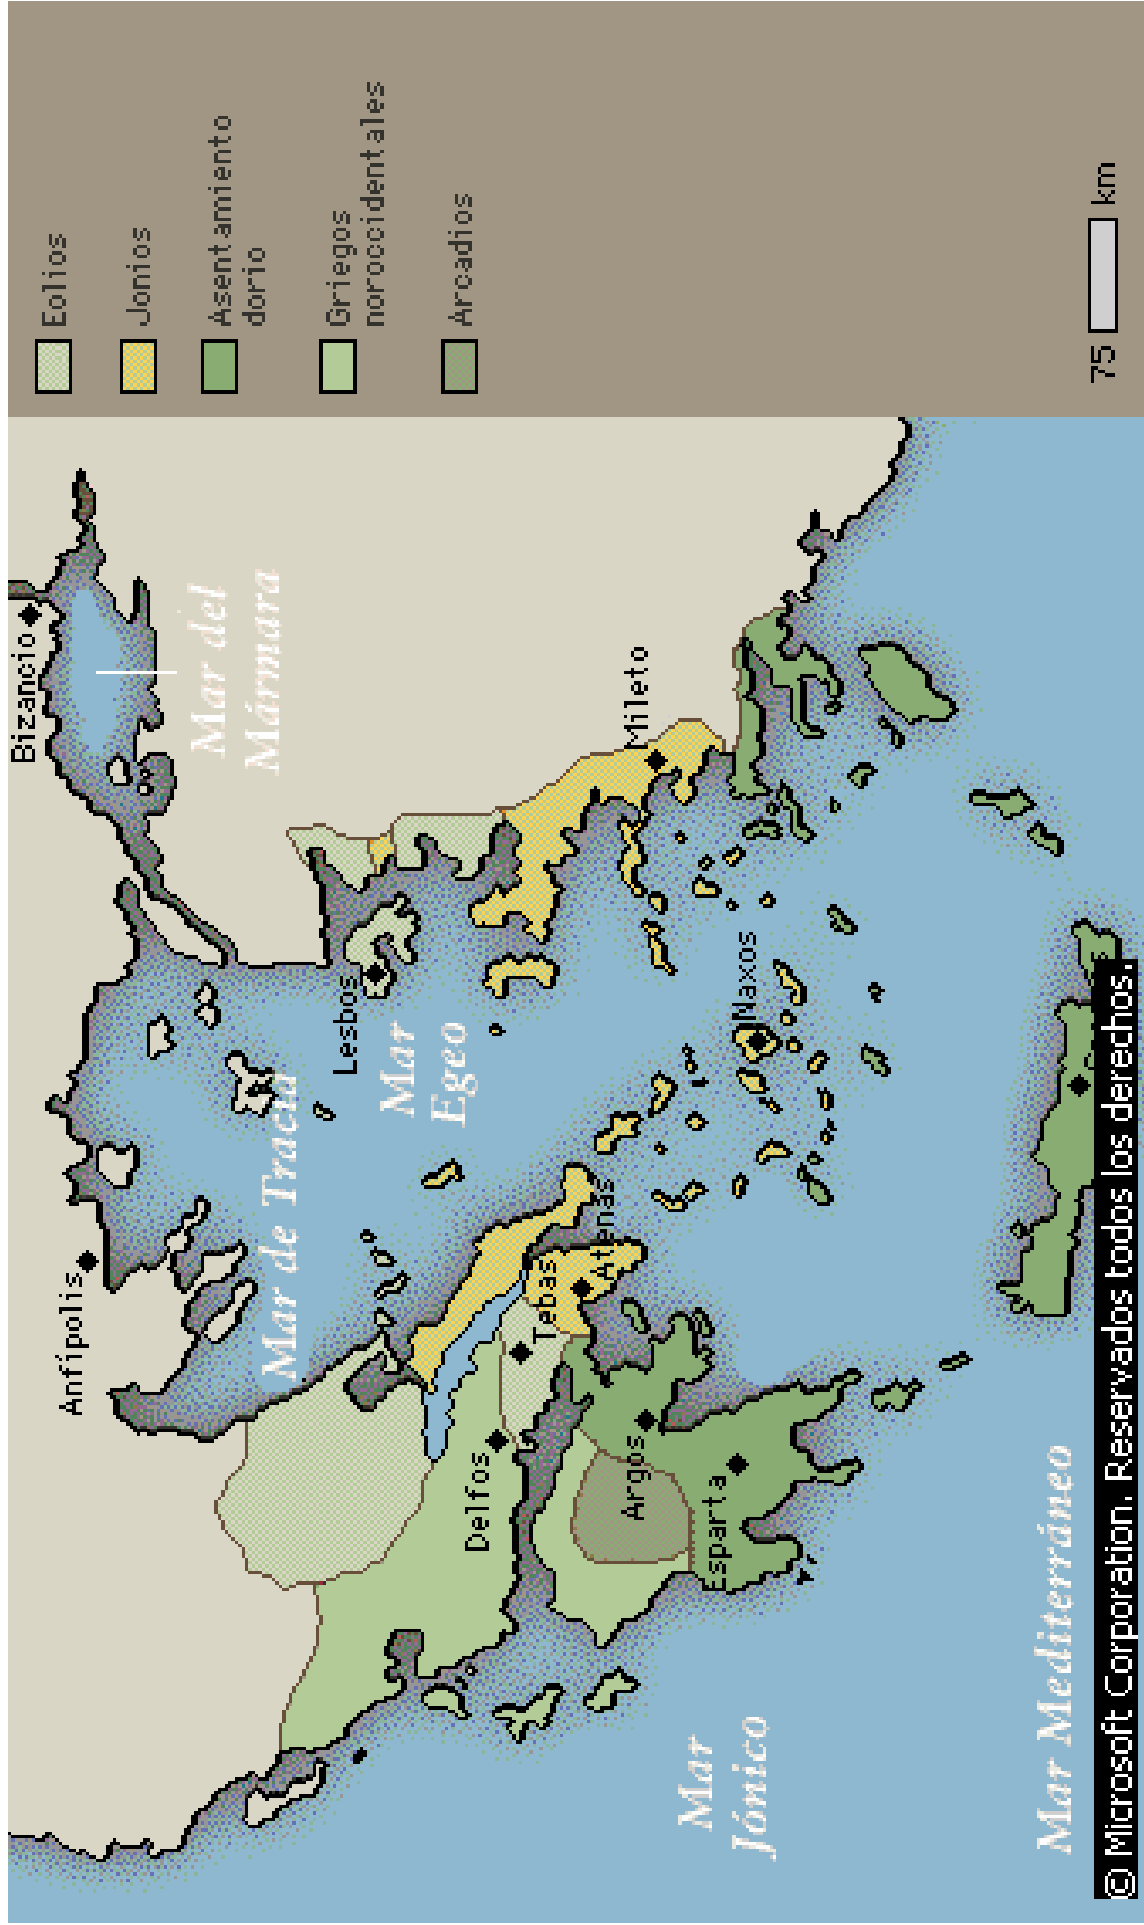 Bizancio
Mar del
Mármara
Anfípolis
Mar de Tracia
Lesbos
Mar
Egeo
Delfos
Tebas
Atenas
Mileto
Argos
Esparta
Naxos
Mar
Jónico
Mar Mediterráneo
Eolios
Jonios
Asentamiento
dorio
Griegos
noroccidentales
Arcadios
75 km
© Microsoft Corporation. Reservados todos los derechos.